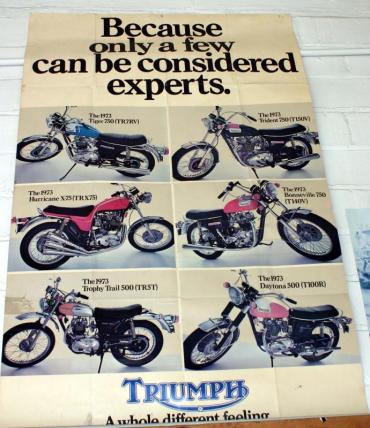 Because
only a few
can be considered
experts.
The 1973
Tiger 750 (TR7RV)
The 1973
Trident 750 (T150V)
The 1973
Hurricane X75 (TRX75)
The 1973
Bonneville 750
(T140V)
The 1973
Trophy Trail 500 (TR5T)
The 1973
Daytona 500 (T100R)
TRIUMPH
A whole different feeling